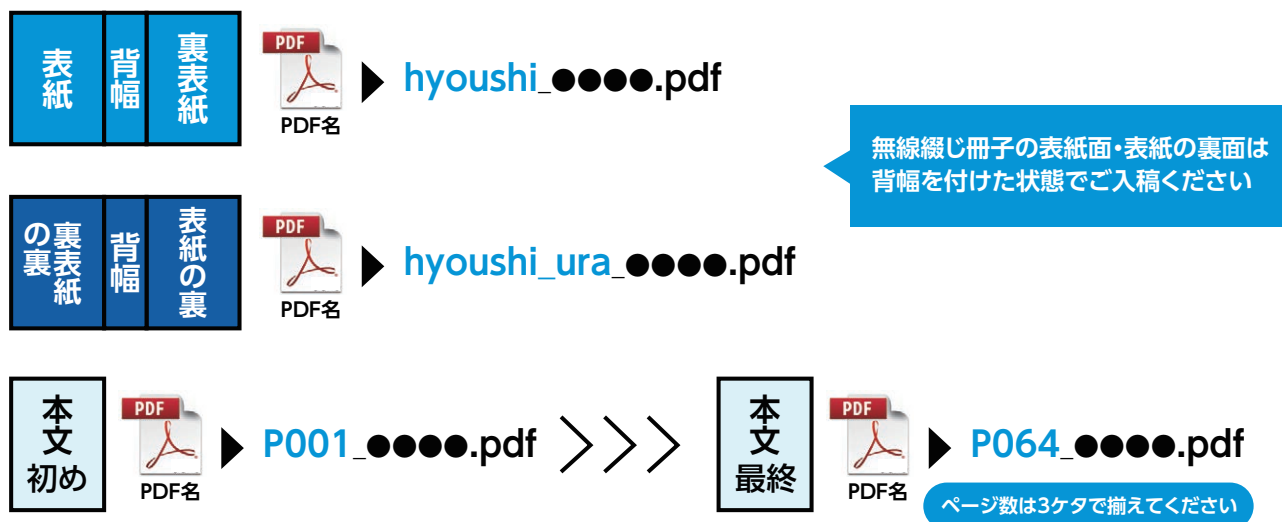 表紙
背幅
裏表紙
PDF
PDF名
hyoushi_●●●●.pdf
無線綴じ冊子の表紙面・表紙の裏面は
背幅を付けた状態でご入稿ください
裏表紙
の裏
背幅
表紙の裏
PDF
PDF名
hyoushi_ura_●●●●.pdf
本文
初め
PDF
PDF名
P001_●●●●.pdf
本文
最終
PDF
PDF名
P064_●●●●.pdf
ページ数は3ケタで揃えてください